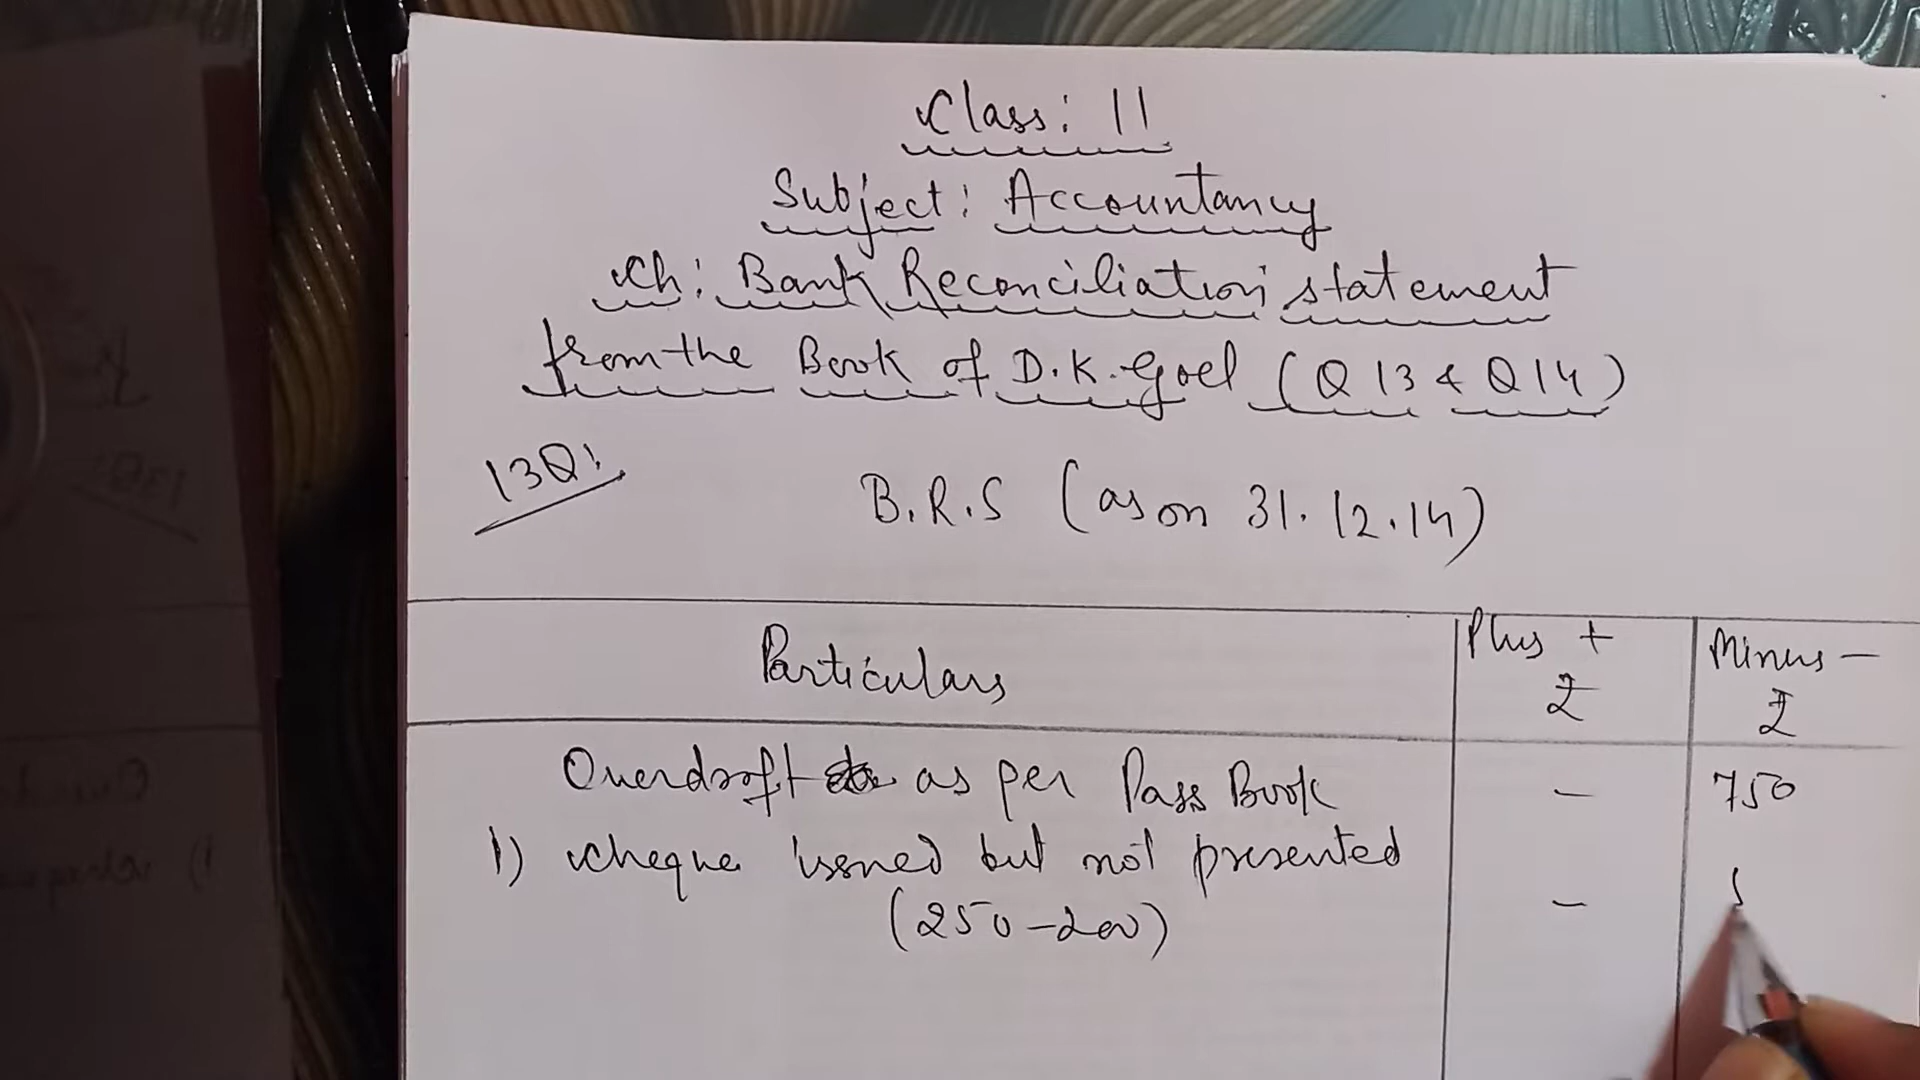 Class: 11
Subject: Accountancy
Ch: Bank Reconciliation statement
from the Book of D.K. Goel (Q 13 & Q 14)
13Q:
B.R.S (as on 31.12.14)
Particulars Plus + ₹ Minus - ₹
Overdraft as per Pass Book - 750
1) Cheque issued but not presented
(250-200) -